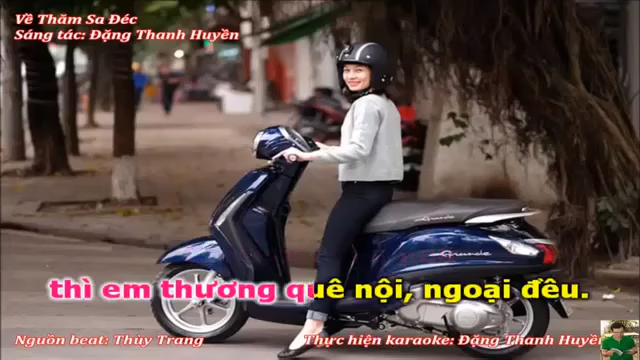 Về Thăm Sa Đéc
Sáng tác: Đặng Thanh Huyền
Grande
Grande
thì em thương quê nội, ngoại đều.
Nguồn beat: Thùy Trang
Thực hiện karaoke: Đặng Thanh Huyền